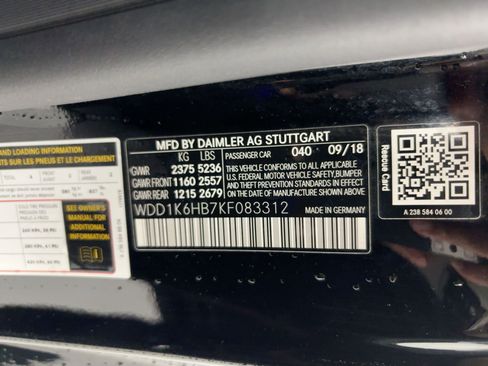 MFD BY DAIMLER AG STUTTGART
KG LBS
PASSENGER CAR 040 09/18
GVWR 2375 5236
GAWR FRONT 1160 2557
GAWR REAR 1215 2679
THIS VEHICLE CONFORMS TO ALL APPLICABLE
U.S. FEDERAL MOTOR VEHICLE SAFETY, BUMPER,
AND THEFT PREVENTION STANDARDS IN EFFECT
ON THE DATE OF MANUFACTURE SHOWN ABOVE.
WDD1K6HB7KF083312
Rescue Card
A 238 584 06 00
AND LOADING INFORMATION
SUR LES PNEUS ET LE CHARGEMENT
SEE OWNER'S
MANUAL FOR
ADDITIONAL
INFORMATION